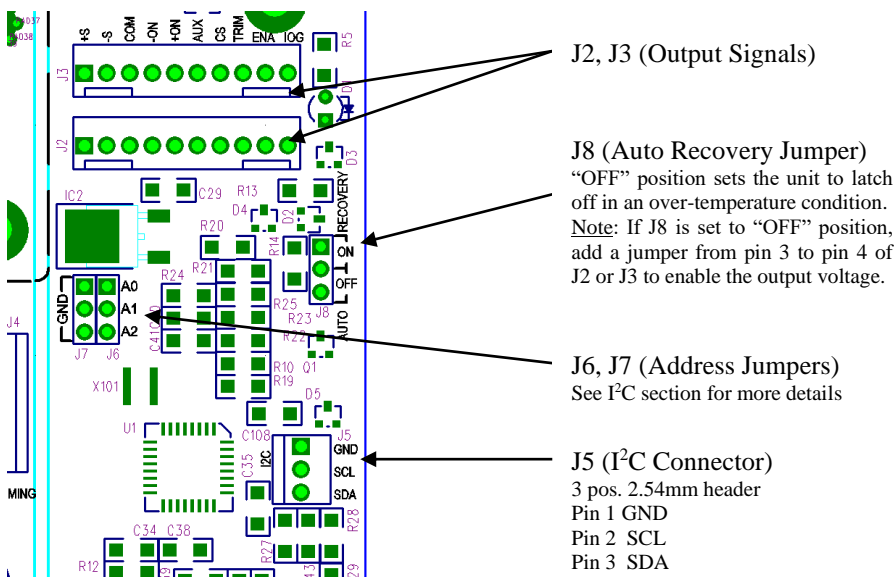 +S -S COM -ON +ON AUX CS TRIM ENA IOG
J3
R5
D1
J2
D3
IC2
C29
R13
D4
D2
RECOVERY
R20
R14
ON
R21
R24
OFF
GND
A0
A1
A2
R25
R23
J8
R22
AUTO
J4
J7
J6
C41
Q1
R10
R19
X101
D5
U1
C108
J5
C35
I2C
GND
SCL
SDA
MING
C34
C38
R28
R27
R12
J2, J3 (Output Signals)
J8 (Auto Recovery Jumper)
“OFF” position sets the unit to latch
off in an over-temperature condition.
Note: If J8 is set to “OFF” position,
add a jumper from pin 3 to pin 4 of
J2 or J3 to enable the output voltage.
J6, J7 (Address Jumpers)
See I²C section for more details
J5 (I²C Connector)
3 pos. 2.54mm header
Pin 1 GND
Pin 2 SCL
Pin 3 SDA